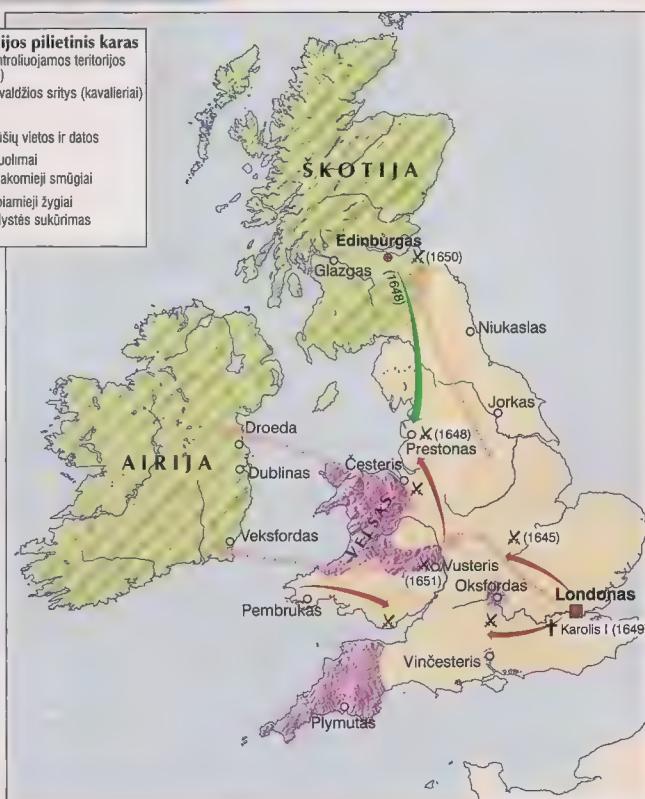 ijos pilietinis karas
ntroliuojamos teritorijos
)
valdžios sritys (kavalieriai)
ūšių vietos ir datos
uolimai
akomieji smūgiai
piamieji žygiai
lystės sukūrimas
ŠKOTIJA
Edinburgas
(1650)
Glazgas
(1648)
Niukaslas
Jorkas
Droeda
(1648)
Prestonas
AIRIJA
Dublinas
Česteris
VELSAS
Veksfordas
(1645)
Vusteris
(1651)
Oksfordas
Londonas
Pembrukas
Karolis I (1649
Vinčesteris
Plymutas